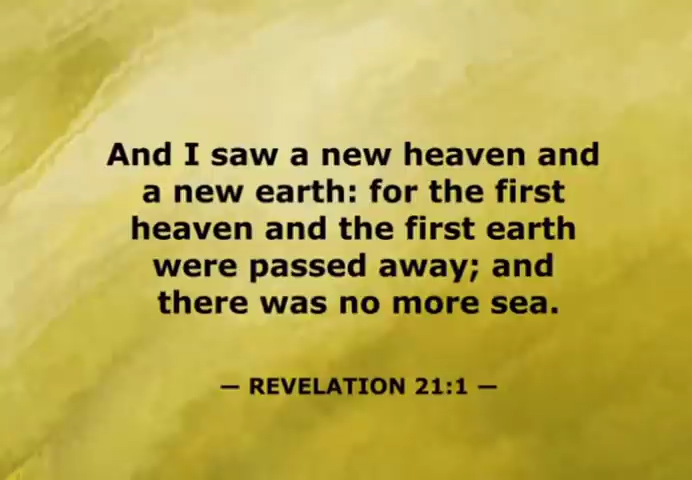 And I saw a new heaven and
a new earth: for the first
heaven and the first earth
were passed away; and
there was no more sea.
— REVELATION 21:1 —